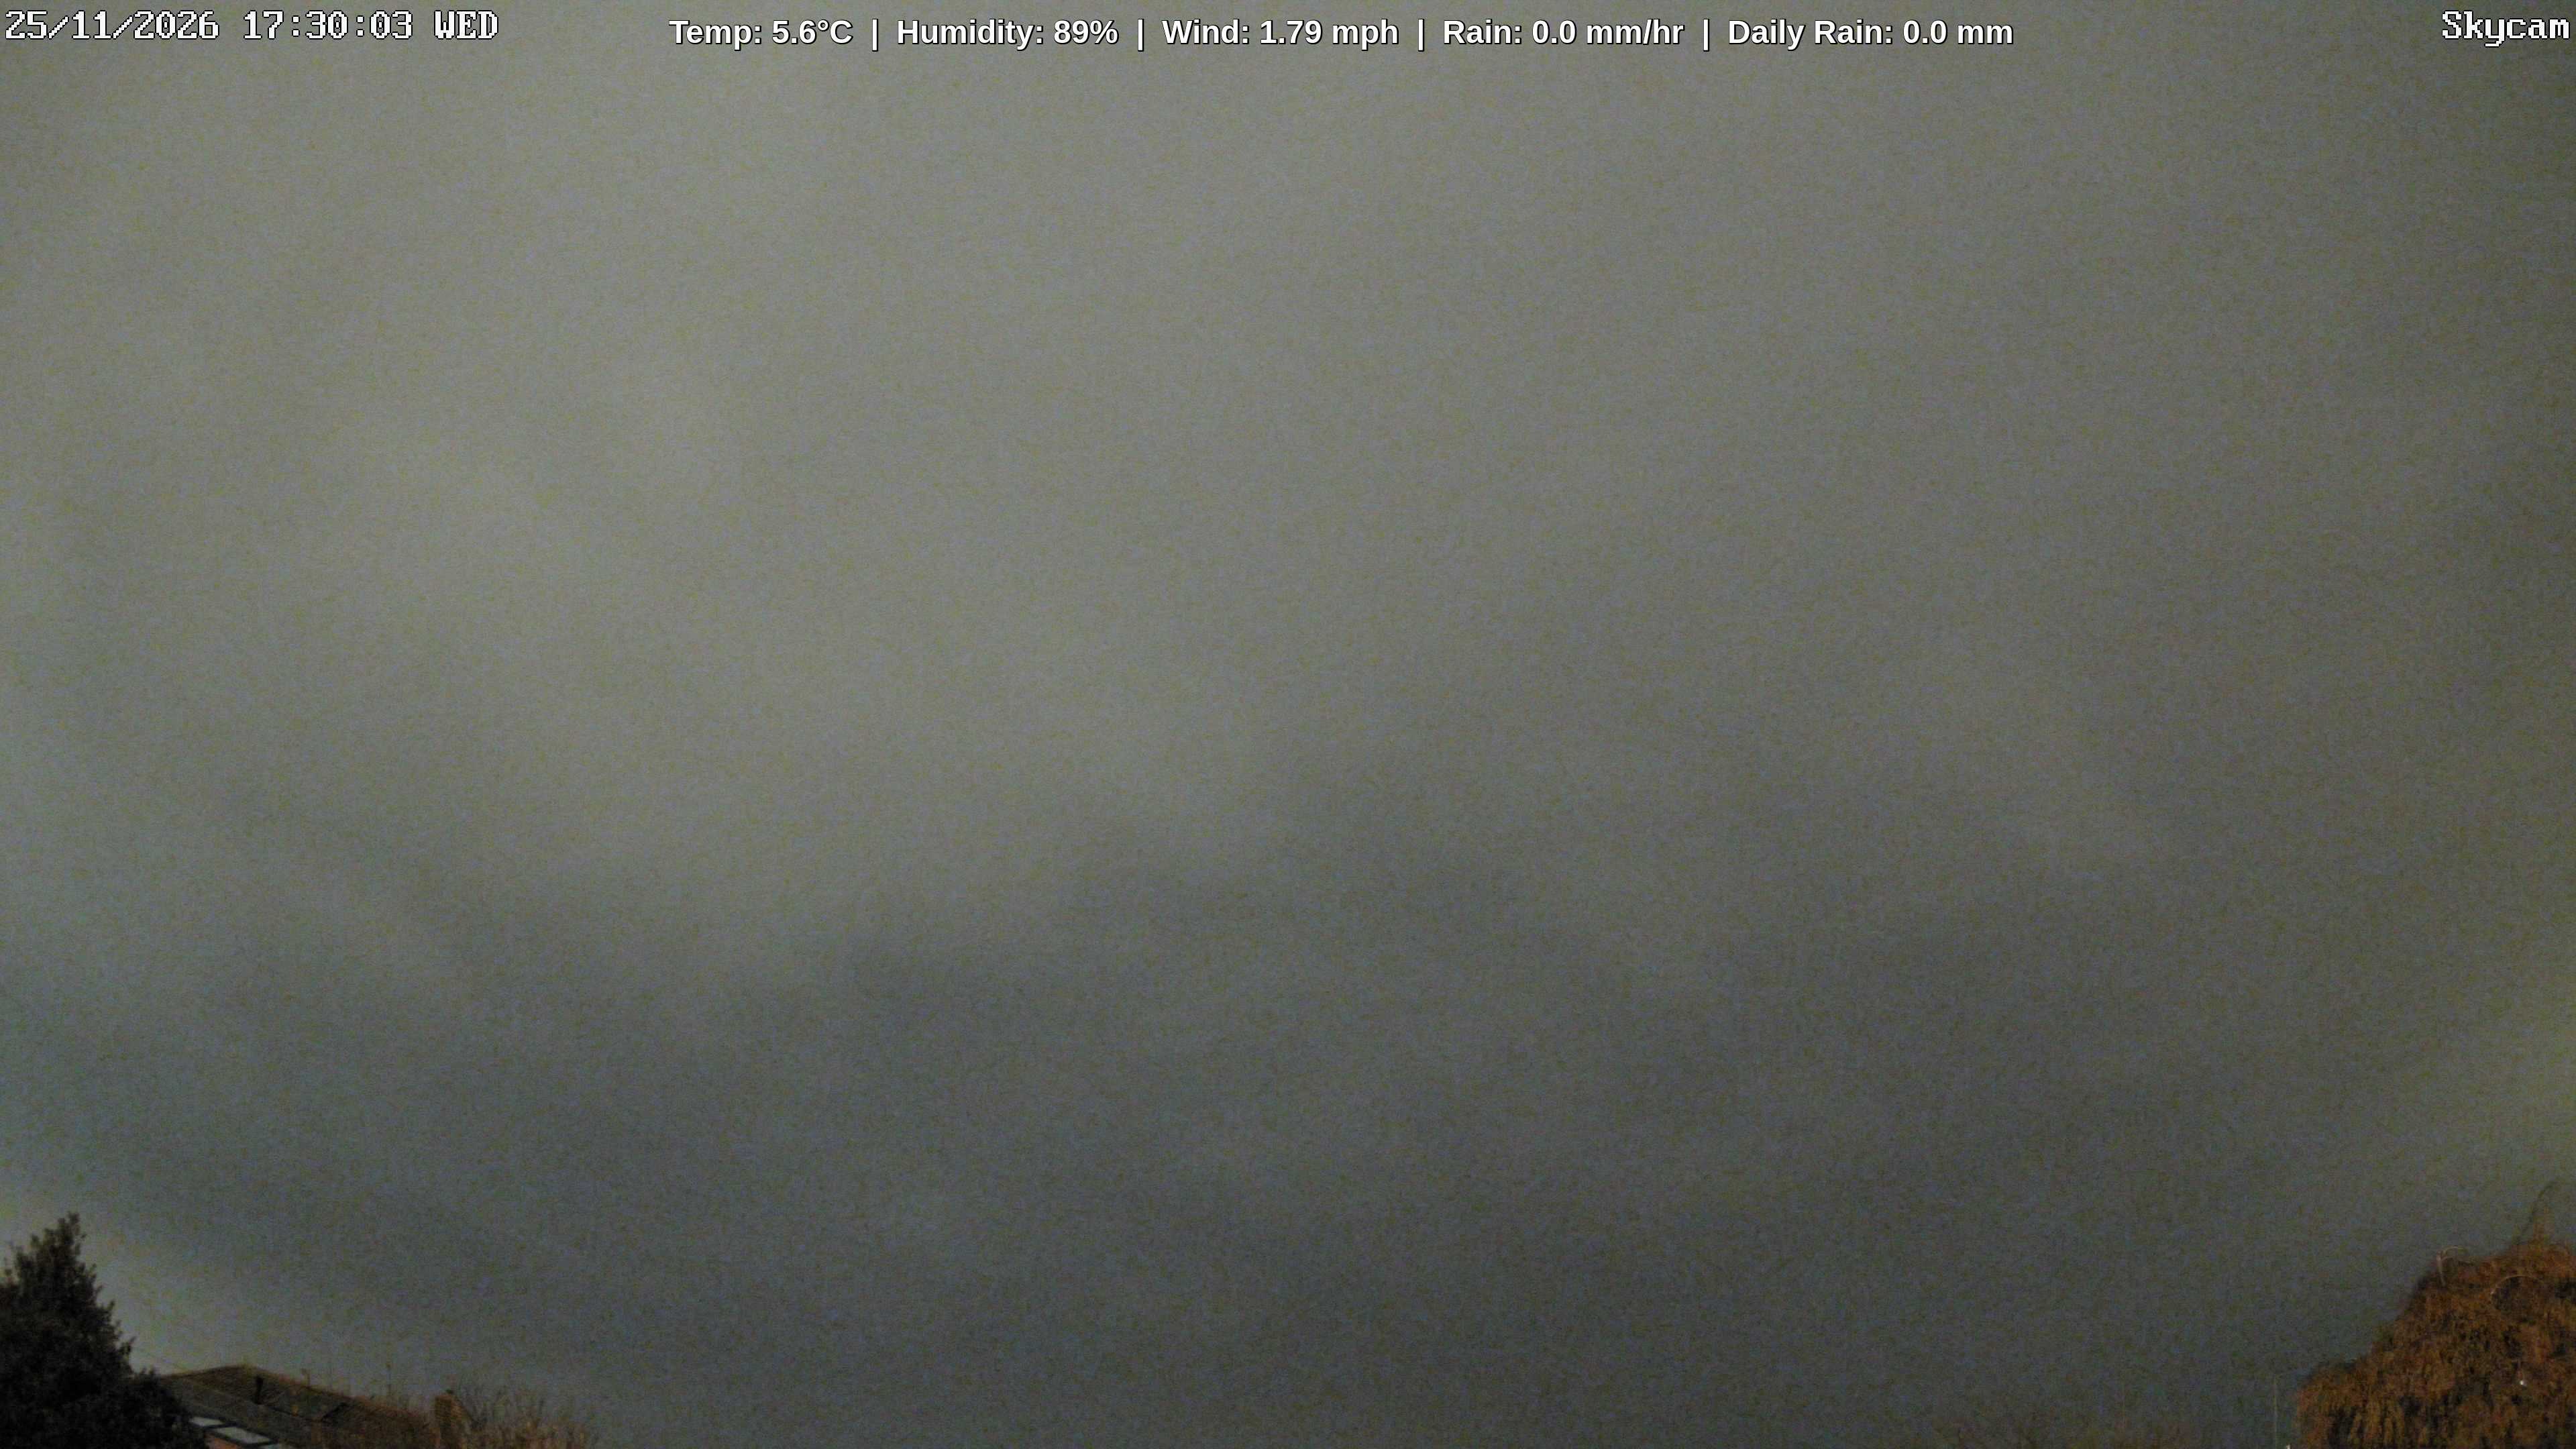 25/11/2026 17:30:03 WED
Temp: 5.6°C | Humidity: 89% | Wind: 1.79 mph | Rain: 0.0 mm/hr | Daily Rain: 0.0 mm
Skycam